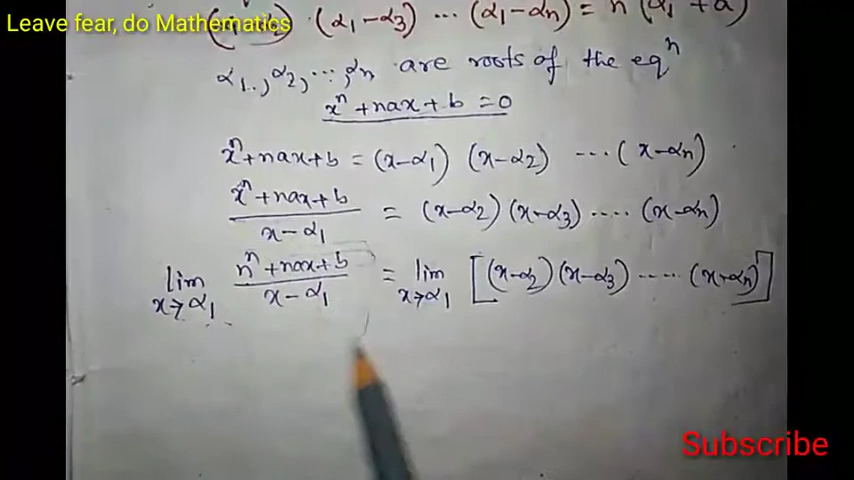 Leave fear, do Mathematics
(α₁-α₃) ... (α₁-αₙ) = n (α₁ + a)
α₁..,α₂, ..., αₙ are roots of the eqⁿ
xⁿ + nax + b = 0
xⁿ + nax + b = (x-α₁) (x-α₂) ....( x-αₙ)
xⁿ + nax + b / x-α₁ = (x-α₂) (x-α₃) ..... (x-αₙ)
lim x→α₁ nⁿ + nax + b / x-α₁ = lim x→α₁ [(x-α₂) (x-α₃) ..... (x-αₙ)]
Subscribe